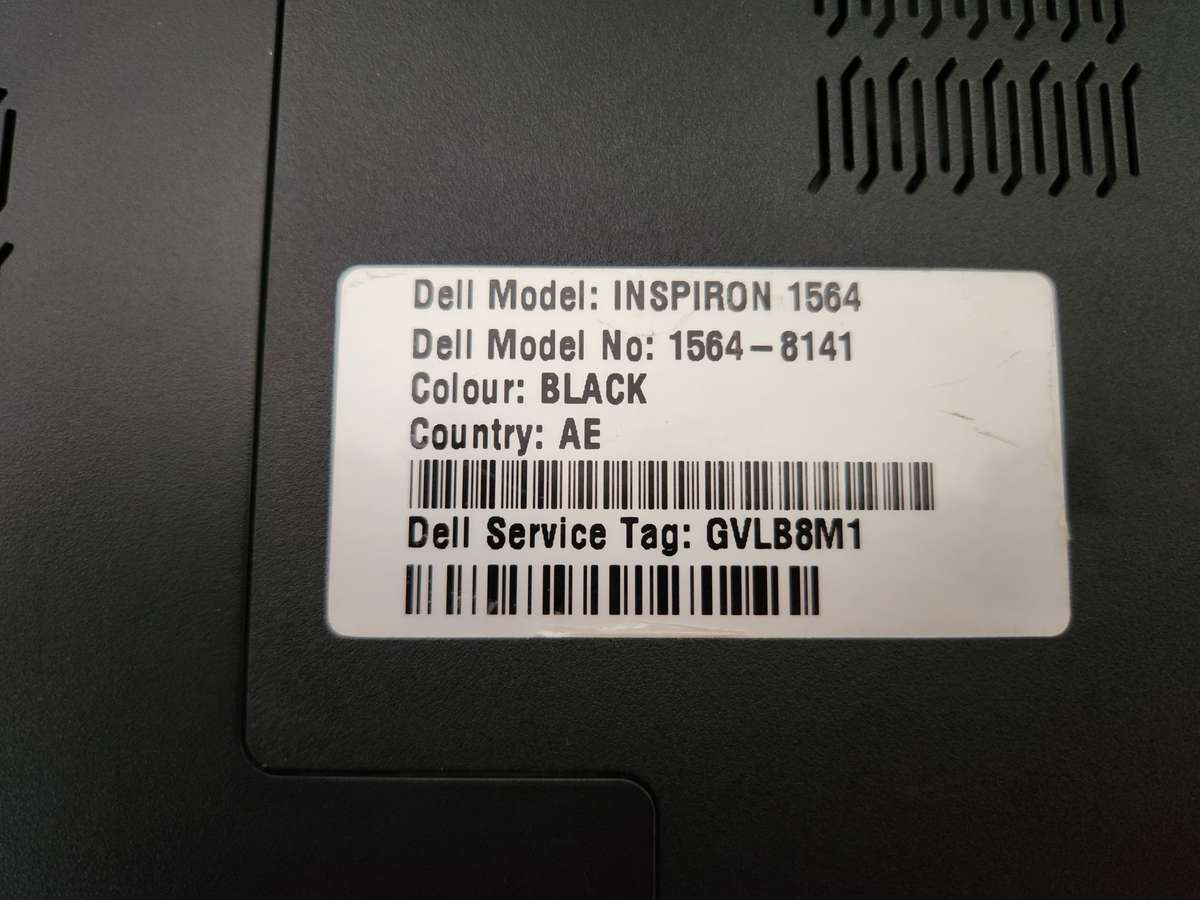 Dell Model: INSPIRON 1564
Dell Model No: 1564-8141
Colour: BLACK
Country: AE
Dell Service Tag: GVLB8M1